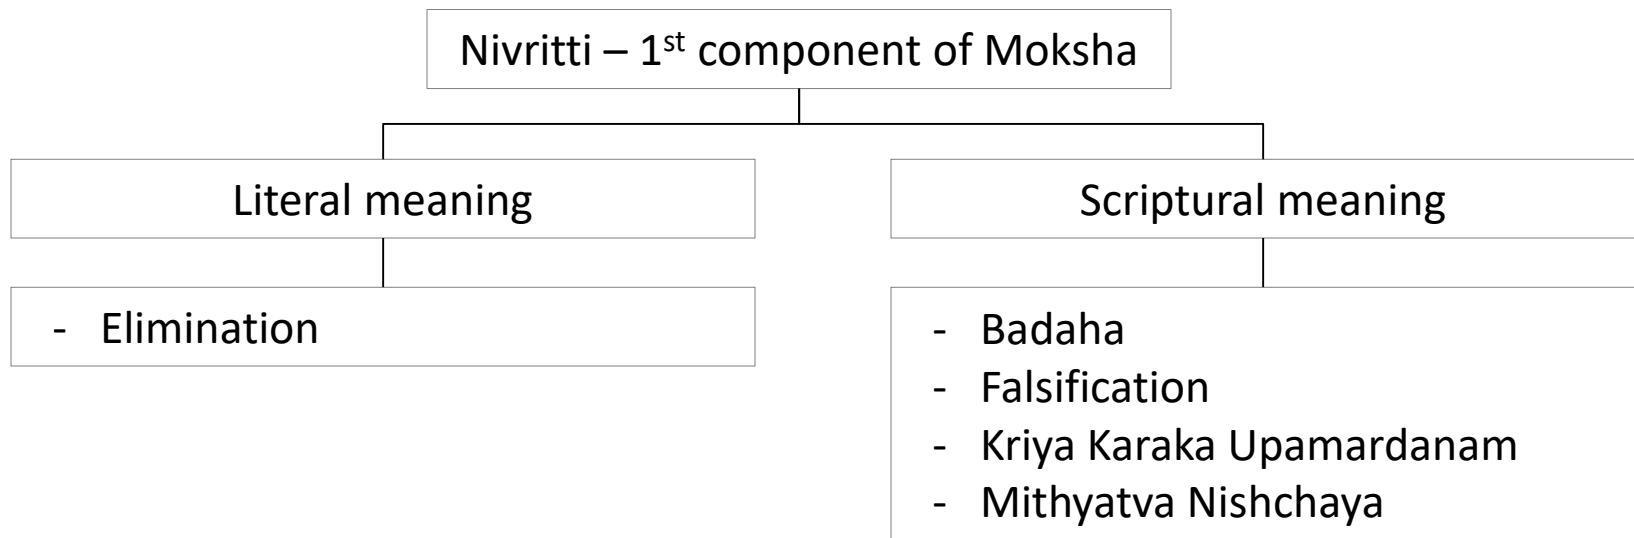 Nivritti – 1st component of Moksha
Literal meaning
- Elimination
Scriptural meaning
- Badaha
- Falsification
- Kriya Karaka Upamardanam
- Mithyatva Nishchaya